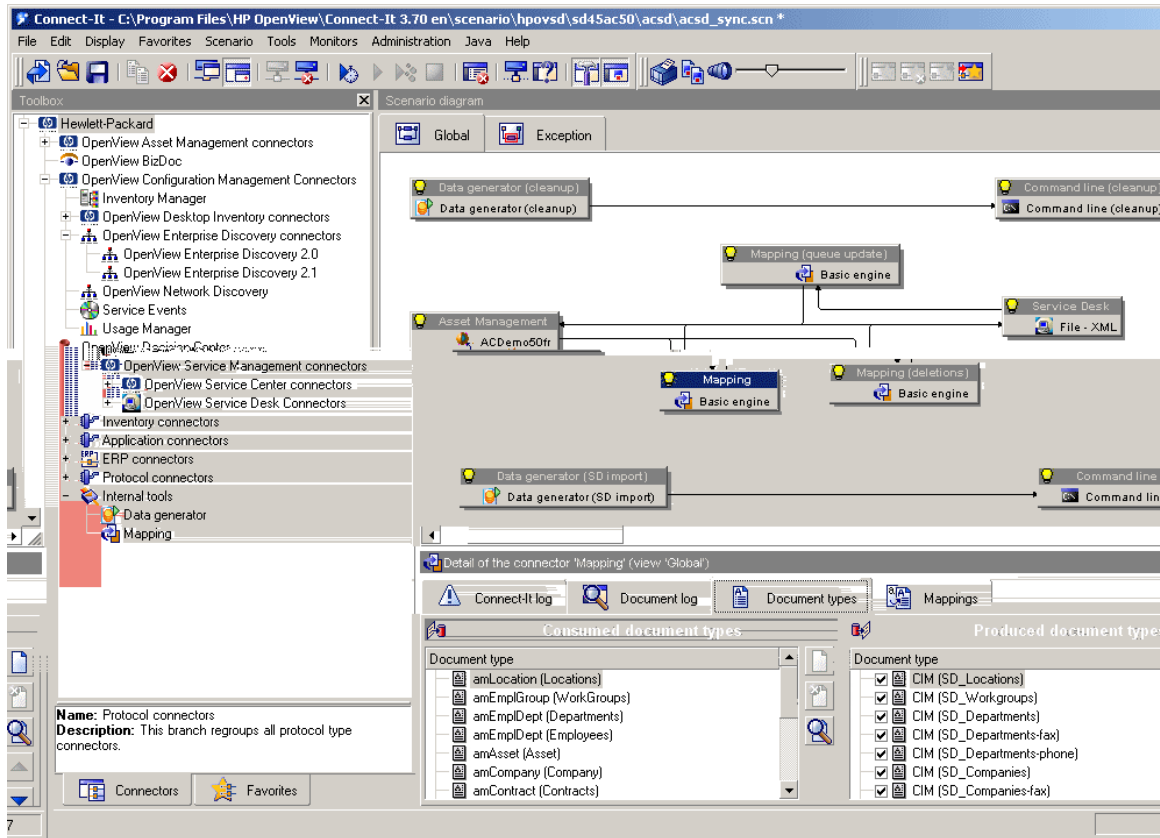 Connect-It - C:\Program Files\HP OpenView\Connect-It 3.70 en\scenario\hpovsd\sd45ac50\acsd\acsd_sync.scn *
File Edit Display Favorites Scenario Tools Monitors Administration Java Help
Toolbox
Hewlett-Packard
OpenView Asset Management connectors
OpenView BizDoc
OpenView Configuration Management Connectors
Inventory Manager
OpenView Desktop Inventory connectors
OpenView Enterprise Discovery connectors
OpenView Enterprise Discovery 2.0
OpenView Enterprise Discovery 2.1
OpenView Network Discovery
Service Events
Usage Manager
OpenView Decision Center
OpenView Service Management connectors
OpenView Service Center connectors
OpenView Service Desk Connectors
Inventory connectors
Application connectors
ERP connectors
Protocol connectors
Internal tools
Data generator
Mapping
Name: Protocol connectors
Description: This branch regroups all protocol type
connectors.
Connectors Favorites
7
Scenario diagram
Global Exception
Data generator (cleanup)
Data generator (cleanup)
Command line (cleanup)
Command line (cleanup)
Mapping (queue update)
Basic engine
Service Desk
File - XML
Asset Management
ACDemo50fr
Mapping
Basic engine
Mapping (deletions)
Basic engine
Data generator (SD import)
Data generator (SD import)
Command line
Command lin
Detail of the connector 'Mapping' (view 'Global')
Connect-It log Document log Document types Mappings
Consumed document types
Document type
amLocation (Locations)
amEmplGroup (WorkGroups)
amEmplDept (Departments)
amEmplDept (Employees)
amAsset (Asset)
amCompany (Company)
amContract (Contracts)
Produced document types
Document type
CIM (SD_Locations)
CIM (SD_Workgroups)
CIM (SD_Departments)
CIM (SD_Departments-fax)
CIM (SD_Departments-phone)
CIM (SD_Companies)
CIM (SD_Companies-fax)